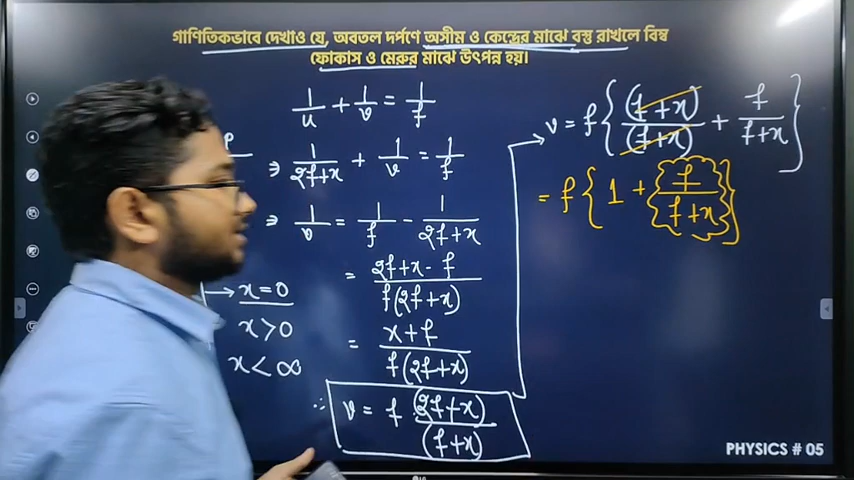 গাণিতিকভাবে দেখাও যে, অবতল দর্পণে অসীম ও কেন্দ্রের মাঝে বস্তু রাখলে বিম্ব
ফোকাস ও মেরুর মাঝে উৎপন্ন হয়।
1/u + 1/v = 1/f
P
⇒ 1/(2f+x) + 1/v = 1/f
⇒ 1/v = 1/f - 1/(2f+x)
= (2f+x-f)/(f(2f+x))
= (x+f)/(f(2f+x))
∴ v = f (2f+x)/(f+x)
→ x=0
x>0
x<∞
v = f{(f+x)/(f+x) + f/(f+x)}
= f{1 + f/(f+x)}
PHYSICS # 05